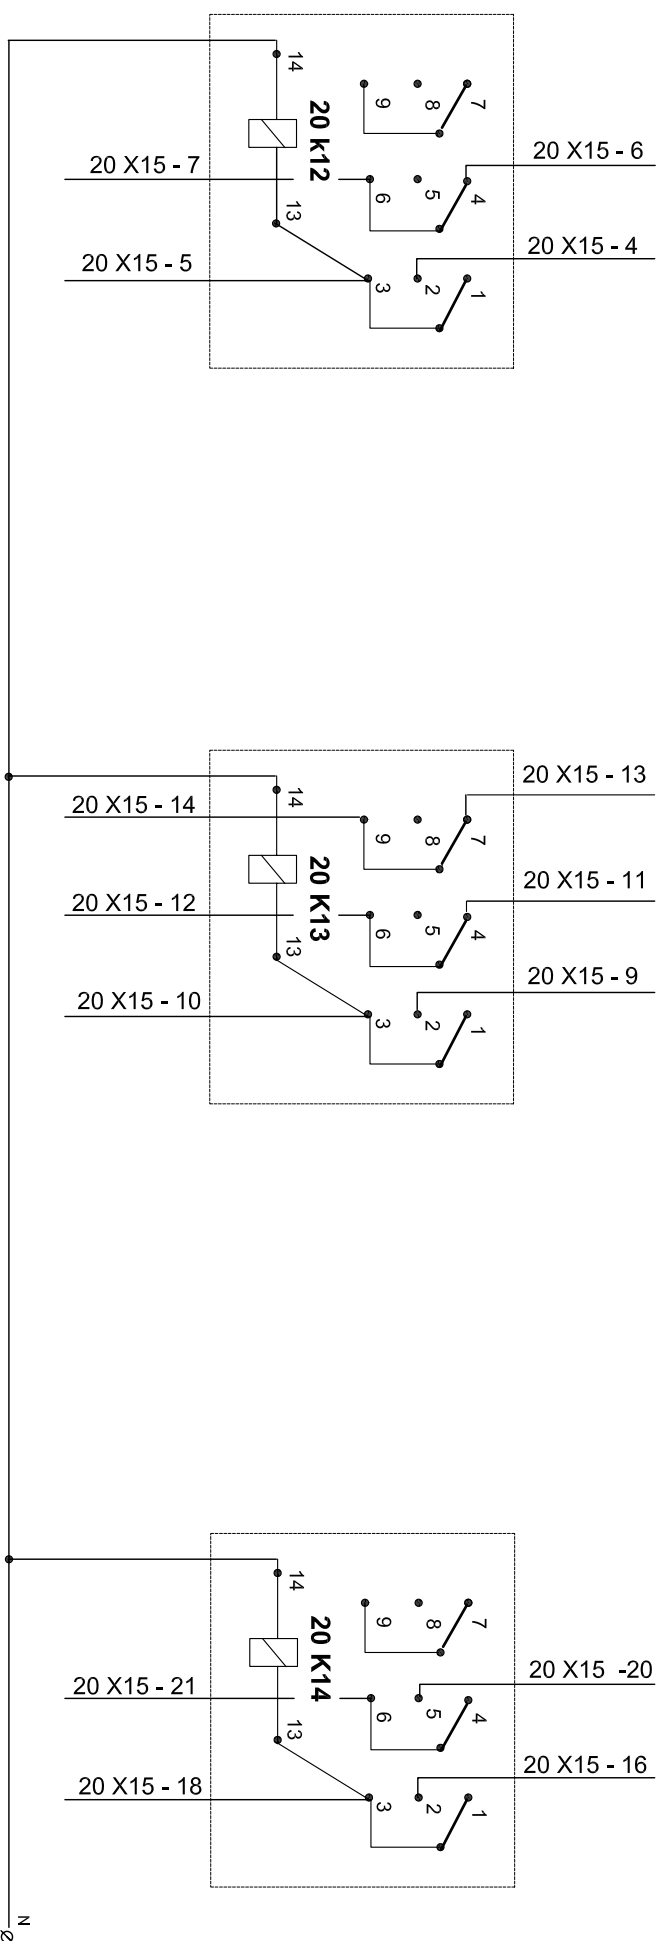 14
9
8
7
20 k12
20 X15 - 7
20 X15 - 6
6
5
4
13
20 X15 - 5
20 X15 - 4
3
2
1
20 X15 - 13
14
20 X15 - 14
9
8
7
20 K13
20 X15 - 11
20 X15 - 12
6
5
4
13
20 X15 - 9
20 X15 - 10
3
2
1
14
9
8
7
20 K14
20 X15 -20
20 X15 - 21
6
5
4
13
20 X15 - 16
20 X15 - 18
3
2
1
N